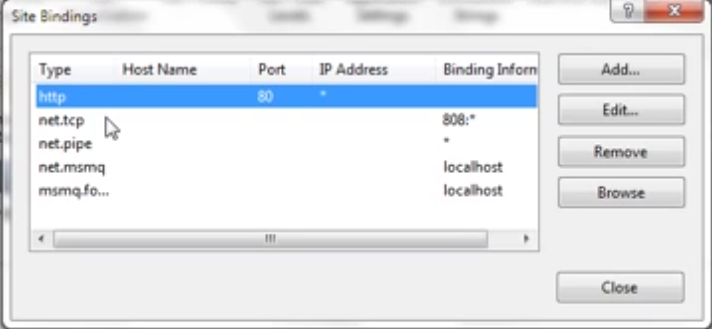 Site Bindings
Type Host Name Port IP Address Binding Inform
http 80 *
net.tcp 808:*
net.pipe *
net.msmq localhost
msmq.fo... localhost
Add...
Edit...
Remove
Browse
Close